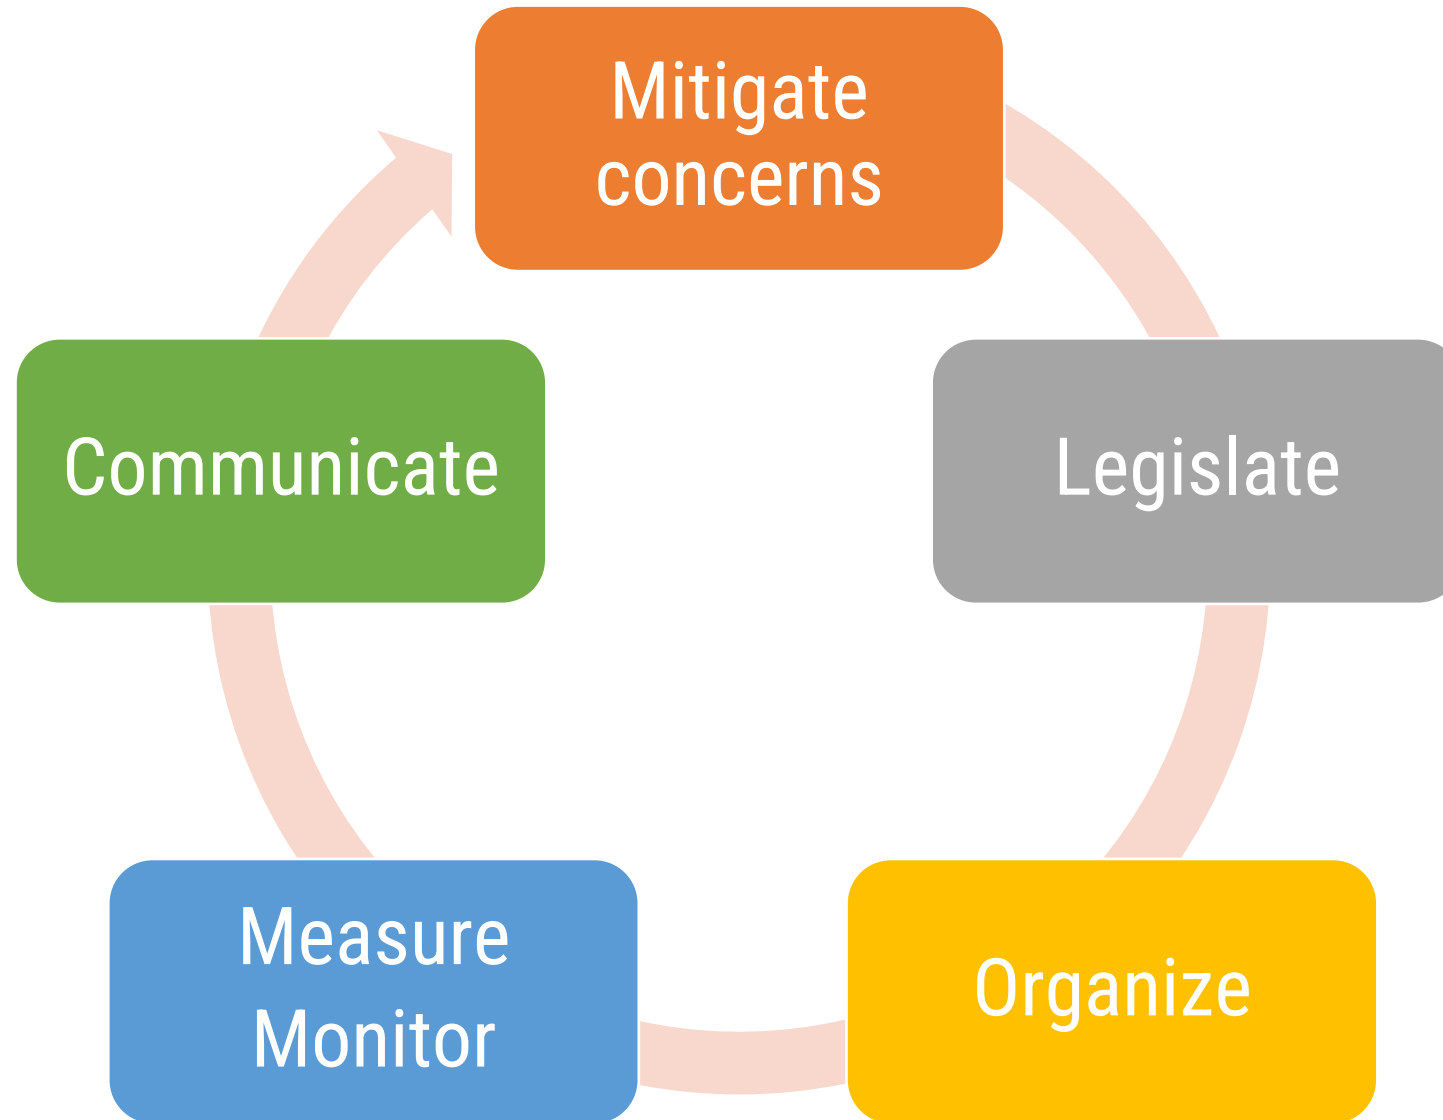 Mitigate
concerns
Legislate
Organize
Measure
Monitor
Communicate